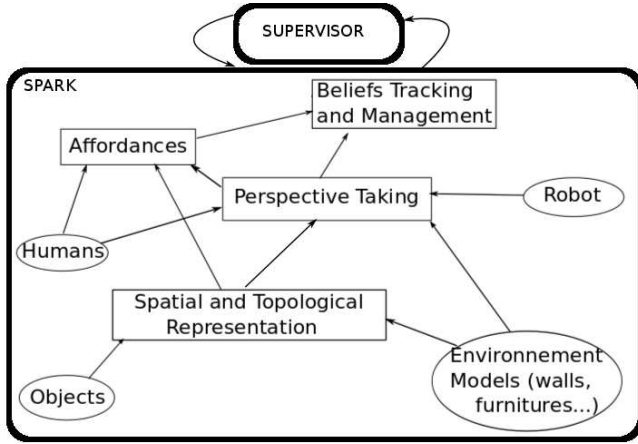 SUPERVISOR
SPARK
Beliefs Tracking
and Management
Affordances
Perspective Taking
Robot
Humans
Spatial and Topological
Representation
Environnement
Models (walls,
furnitures...)
Objects